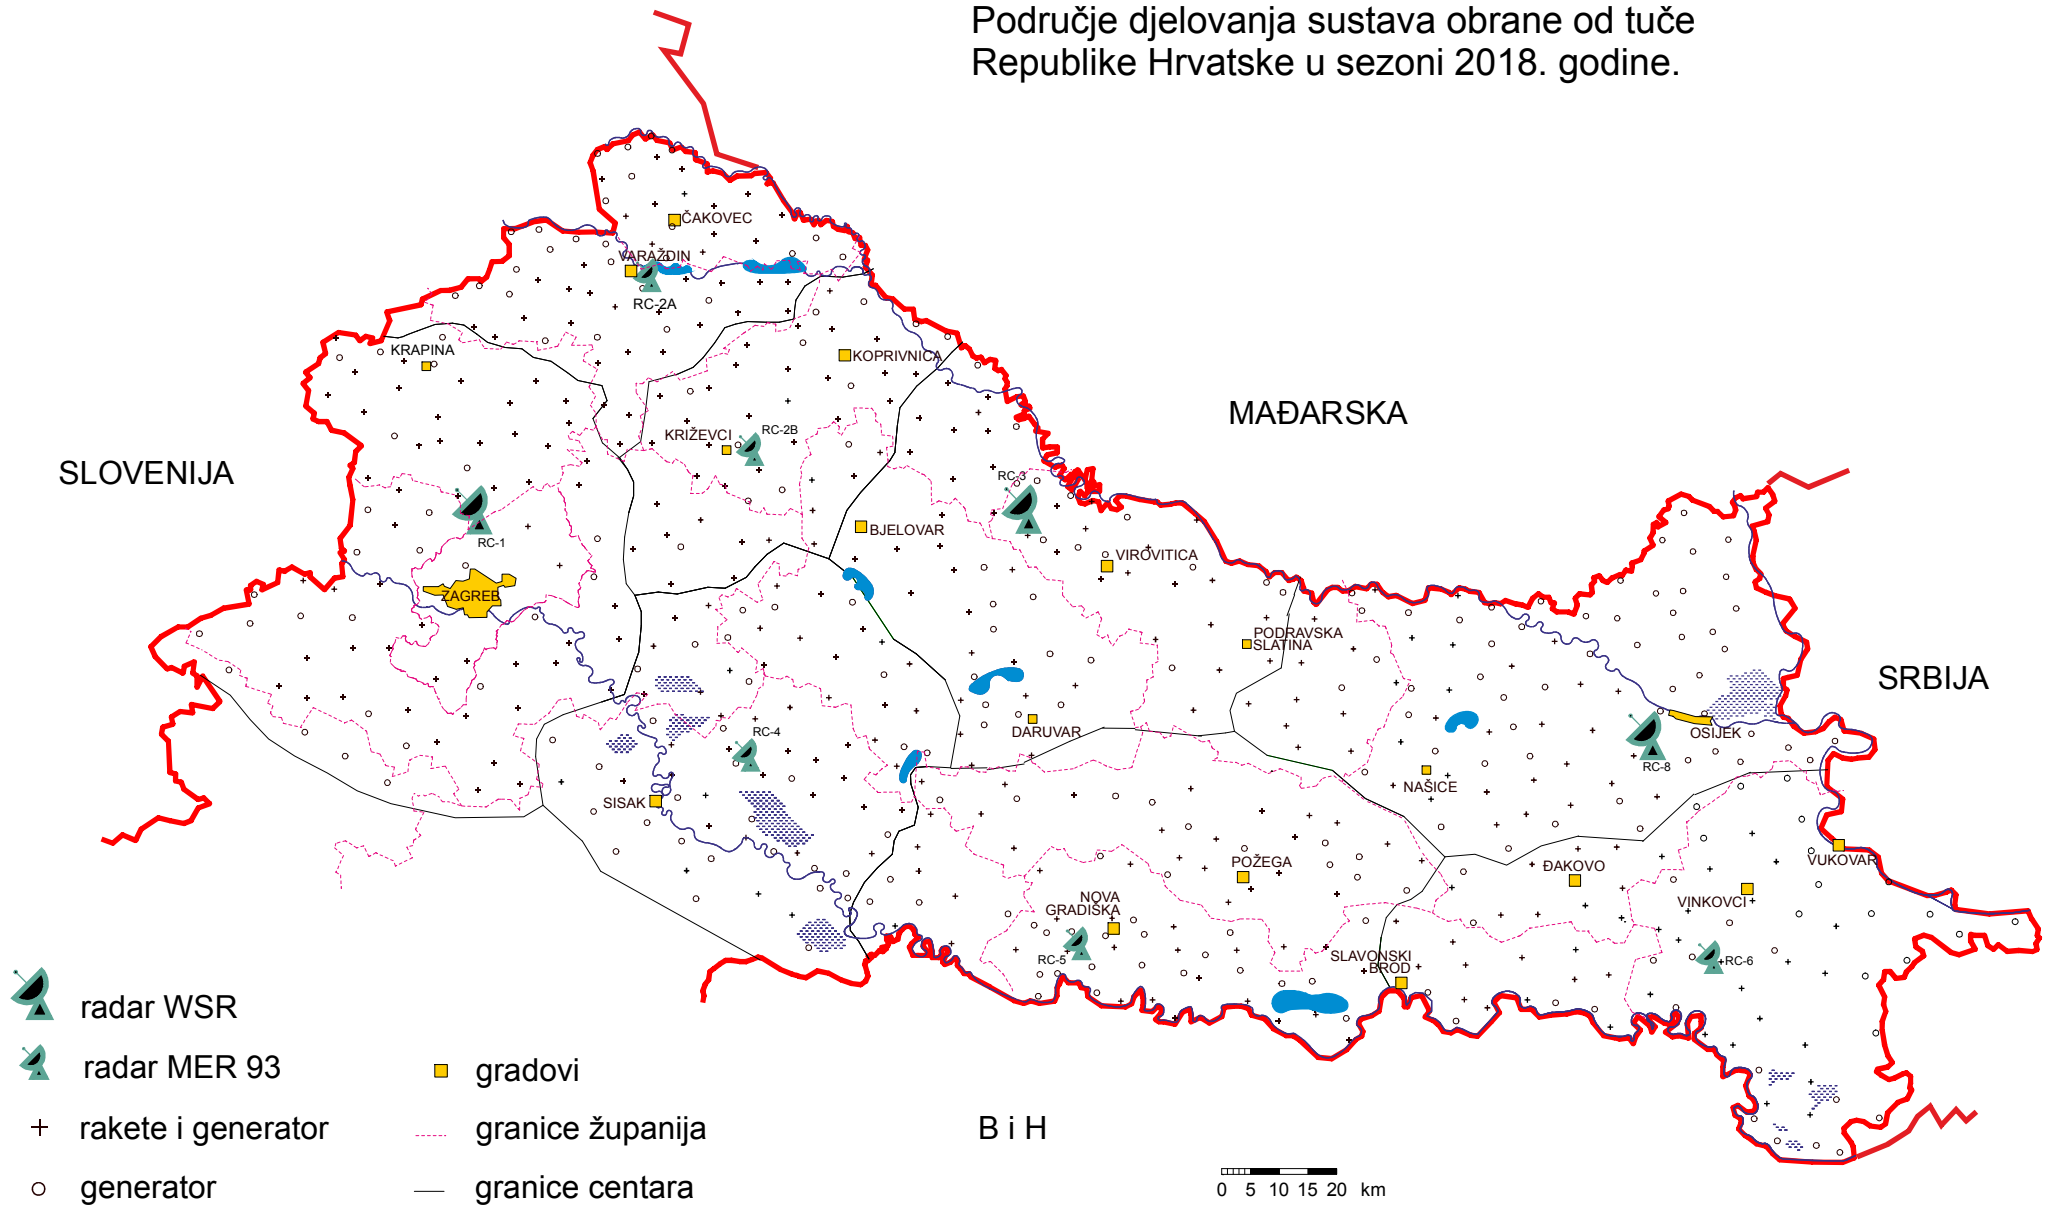 Područje djelovanja sustava obrane od tuče
Republike Hrvatske u sezoni 2018. godine.
ČAKOVEC
VARAŽDIN
RC-2A
KRAPINA
KOPRIVNICA
MAĐARSKA
KRIŽEVCI
RC-2B
SLOVENIJA
RC-3
BJELOVAR
RC-1
VIROVITICA
ZAGREB
PODRAVSKA
SLATINA
SRBIJA
DARUVAR
RC-4
OSIJEK
RC-8
NAŠICE
SISAK
POŽEGA
ĐAKOVO
VUKOVAR
NOVA
GRADIŠKA
VINKOVCI
RC-5
SLAVONSKI
BROD
RC-6
radar WSR
radar MER 93
gradovi
rakete i generator
granice županija
B i H
generator
granice centara
0 5 10 15 20 km